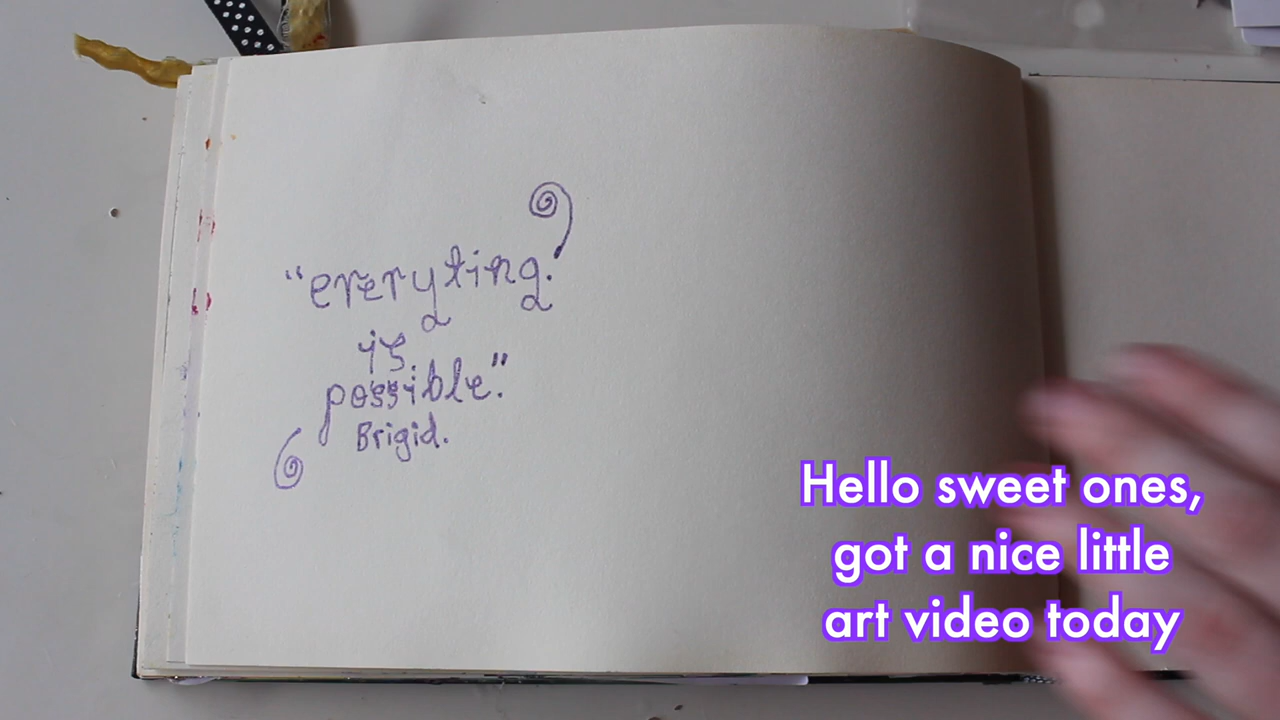 "everyting.
is
possible."
Brigid.
Hello sweet ones,
got a nice little
art video today